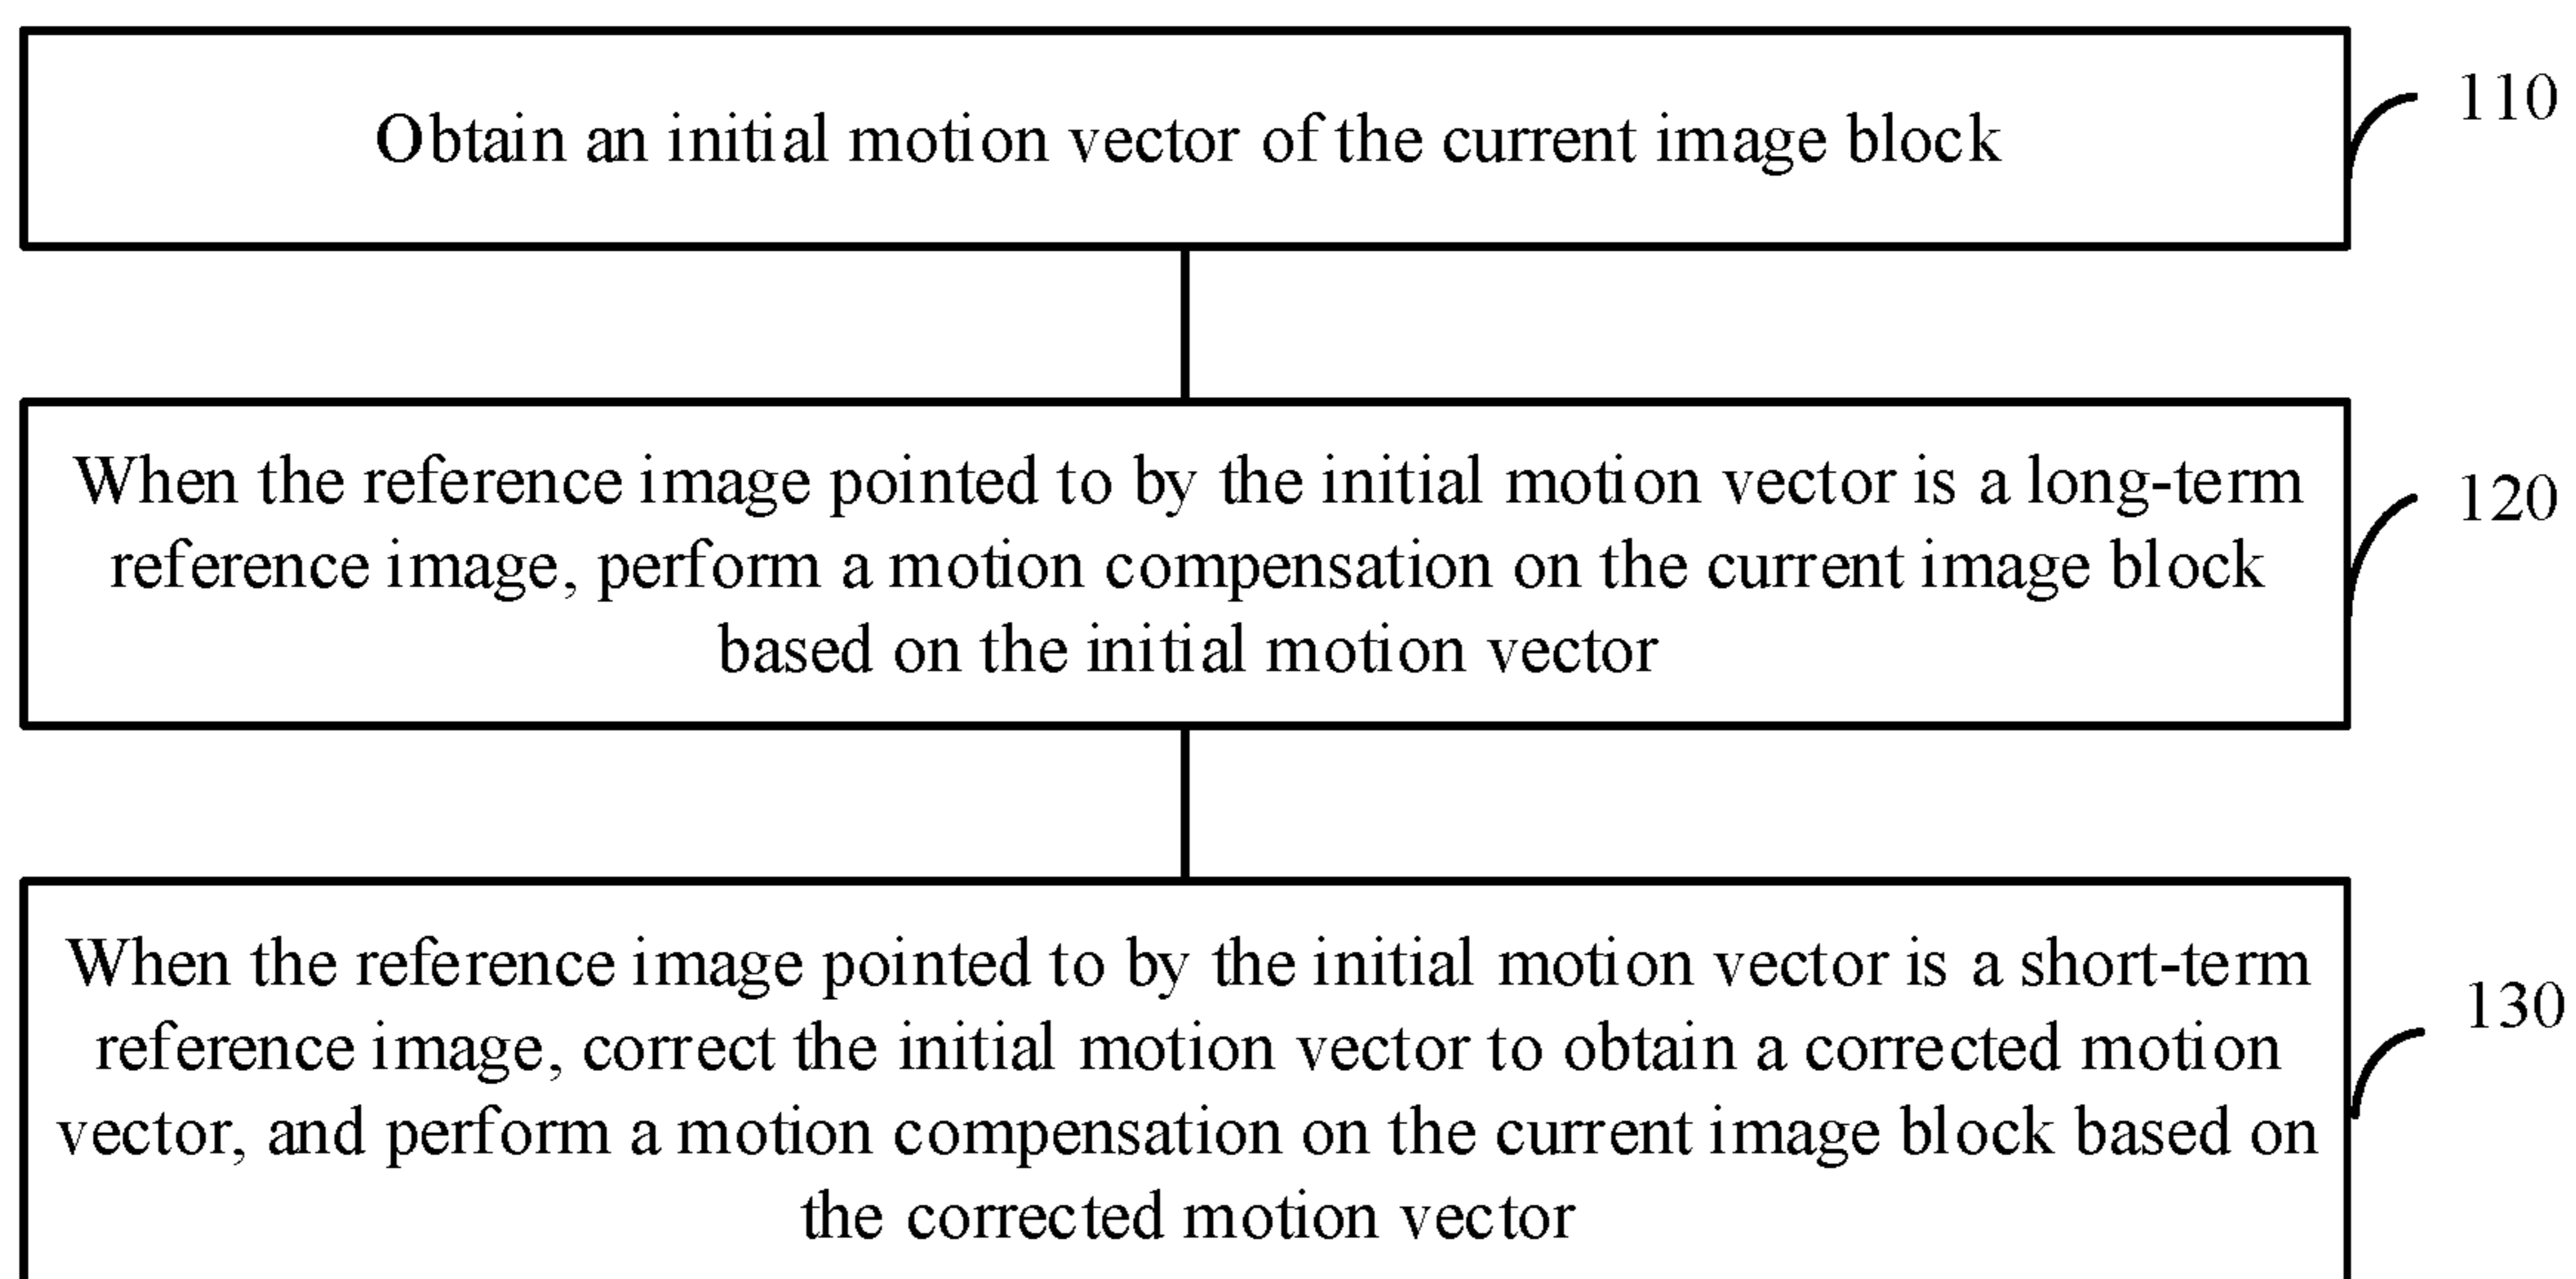 Obtain an initial motion vector of the current image block
110
When the reference image pointed to by the initial motion vector is a long-term
reference image, perform a motion compensation on the current image block
based on the initial motion vector
120
When the reference image pointed to by the initial motion vector is a short-term
reference image, correct the initial motion vector to obtain a corrected motion
vector, and perform a motion compensation on the current image block based on
the corrected motion vector
130